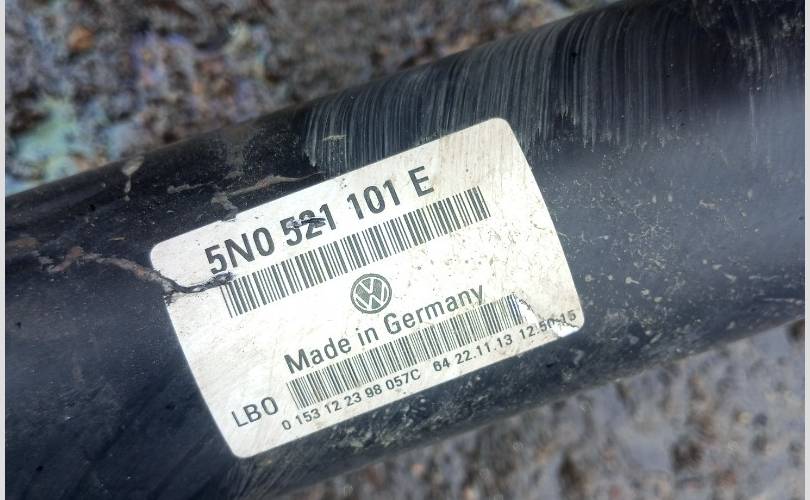 5N0 521 101 E
Made in Germany
LBO
0 153 12 23 98 057C 64 22.11.13 12:50:15